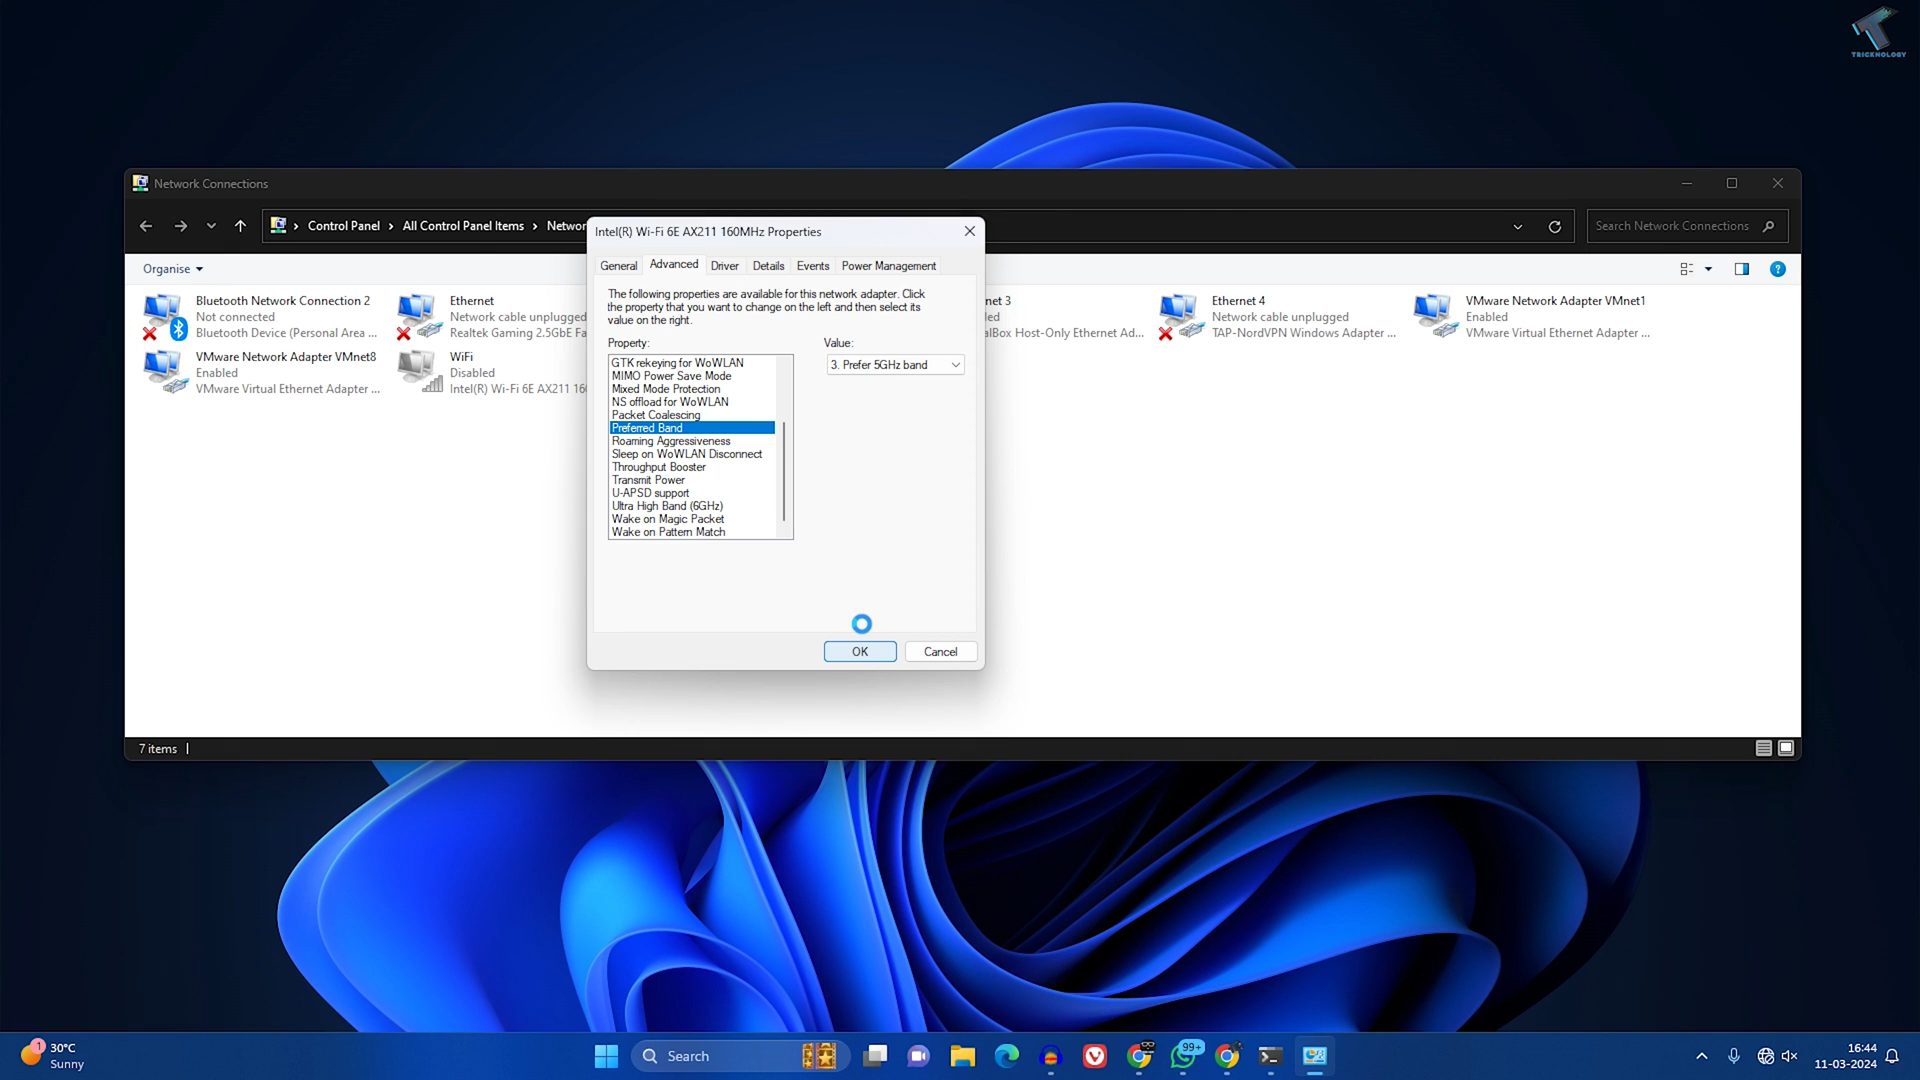 TRICKNOLOGY
Network Connections
Control Panel
All Control Panel Items
Networ
Search Network Connections
Organise
Bluetooth Network Connection 2
Not connected
Bluetooth Device (Personal Area ...
Ethernet
Network cable unplugged
Realtek Gaming 2.5GbE Fa
net 3
led
alBox Host-Only Ethernet Ad...
Ethernet 4
Network cable unplugged
TAP-NordVPN Windows Adapter ...
VMware Network Adapter VMnet1
Enabled
VMware Virtual Ethernet Adapter ...
VMware Network Adapter VMnet8
Enabled
VMware Virtual Ethernet Adapter ...
WiFi
Disabled
Intel(R) Wi-Fi 6E AX211 16
Intel(R) Wi-Fi 6E AX211 160MHz Properties
General
Advanced
Driver
Details
Events
Power Management
The following properties are available for this network adapter. Click
the property that you want to change on the left and then select its
value on the right.
Property:
Value:
GTK rekeying for WoWLAN
MIMO Power Save Mode
Mixed Mode Protection
NS offload for WoWLAN
Packet Coalescing
Preferred Band
Roaming Aggressiveness
Sleep on WoWLAN Disconnect
Throughput Booster
Transmit Power
U-APSD support
Ultra High Band (6GHz)
Wake on Magic Packet
Wake on Pattern Match
3. Prefer 5GHz band
OK
Cancel
7 items
1
30°C
Sunny
Search
99+
16:44
11-03-2024